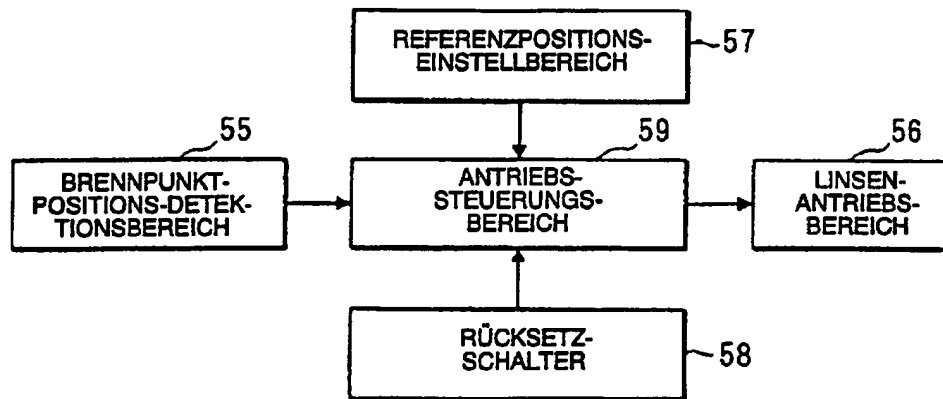 REFERENZPOSITIONS-
EINSTELLBEREICH
57
55
BRENNPUNKT-
POSITIONS-DETEK-
TIONSBEREICH
59
ANTRIEBS-
STEUERUNGS-
BEREICH
56
LINSEN-
ANTRIEBS-
BEREICH
RÜCKSETZ-
SCHALTER
58